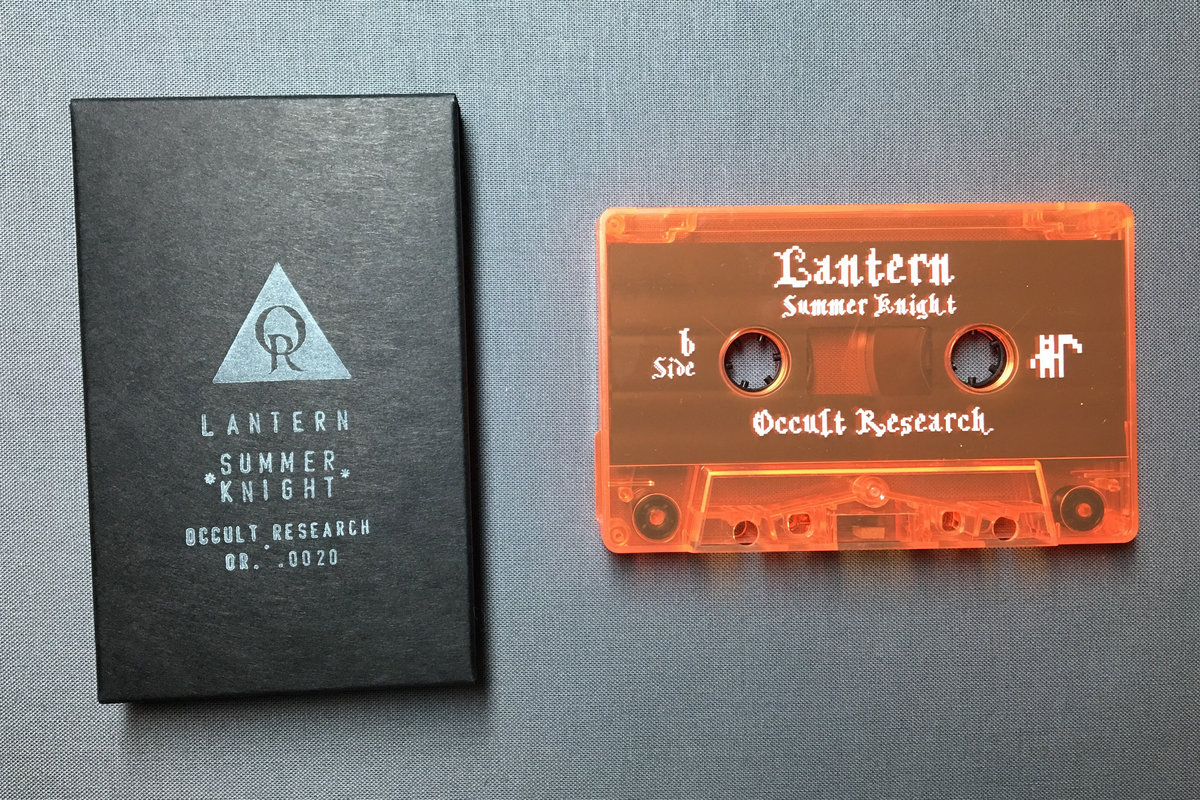 OR
LANTERN
*SUMMER*
KNIGHT
OCCULT RESEARCH
OR. .0020
Lantern
Summer Knight
b
Side
Occult Research